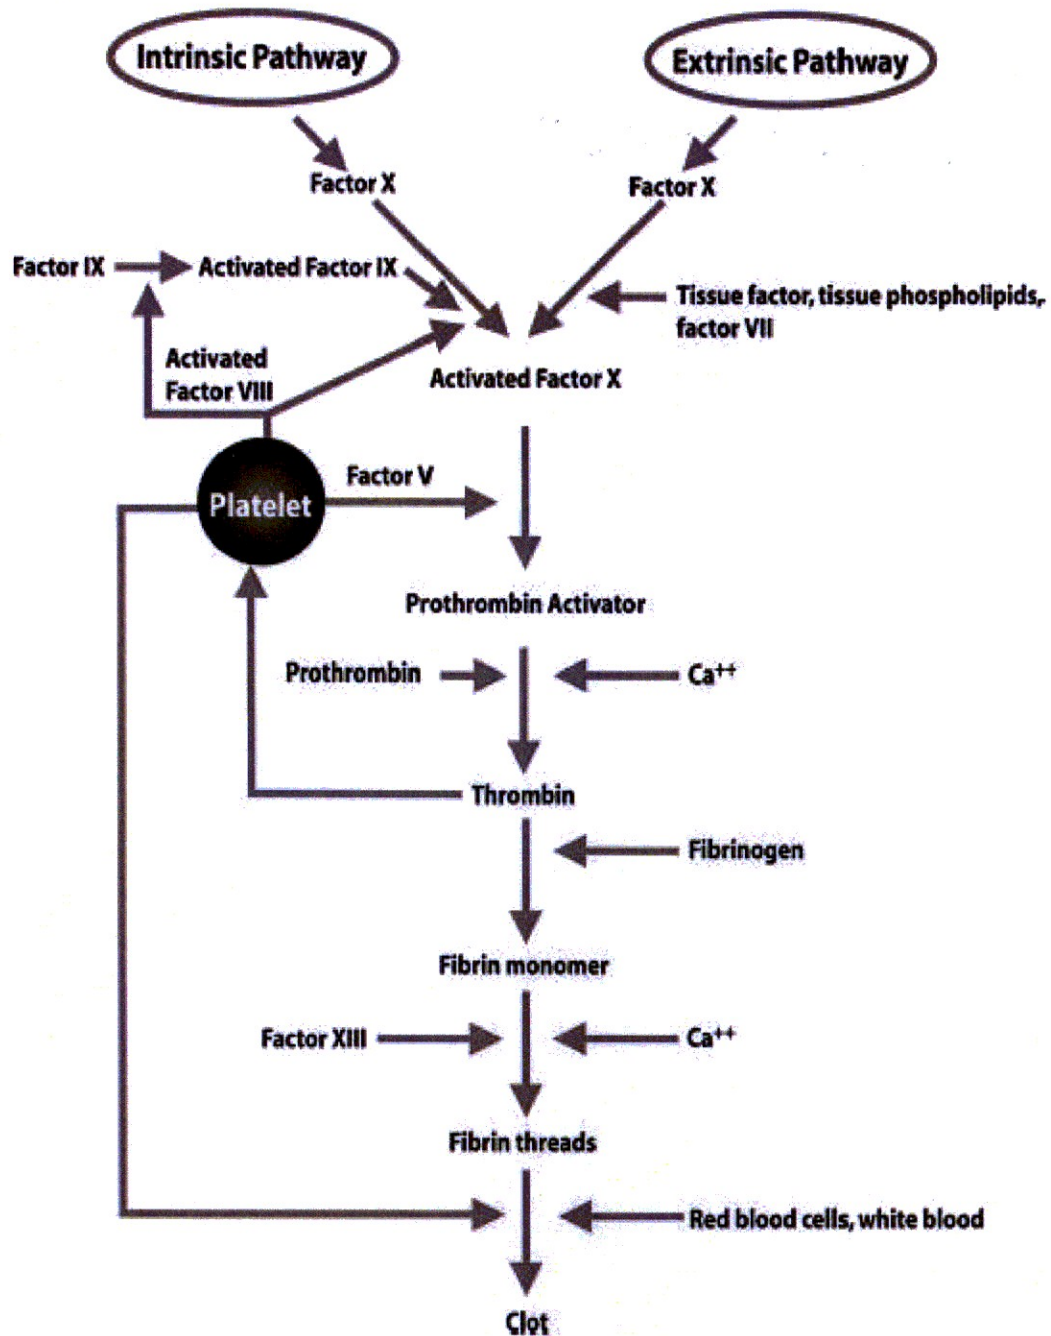 Intrinsic Pathway
Extrinsic Pathway
Factor X
Factor X
Factor IX
Activated Factor IX
Tissue factor, tissue phospholipids,
factor VII
Activated
Factor VIII
Activated Factor X
Factor V
Platelet
Prothrombin Activator
Prothrombin
Ca++
Thrombin
Fibrinogen
Fibrin monomer
Factor XIII
Ca++
Fibrin threads
Red blood cells, white blood
Clot